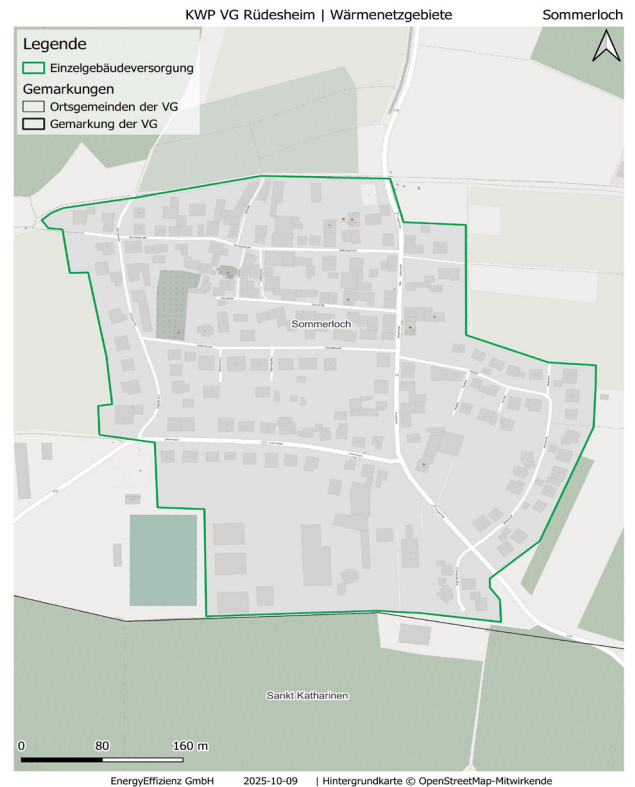 KWP VG Rüdesheim | Wärmenetzgebiete Sommerloch
Legende
Einzelgebäudeversorgung
Gemarkungen
Ortsgemeinden der VG
Gemarkung der VG
Sommerloch
Sankt Katharinen
0 80 160 m
EnergyEffizienz GmbH 2025-10-09 | Hintergrundkarte © OpenStreetMap-Mitwirkende